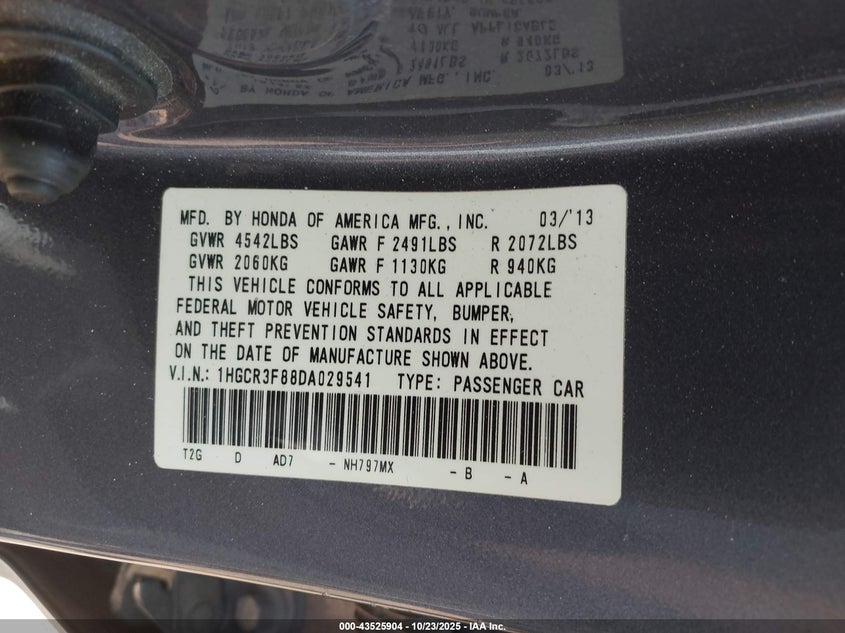 MFD. BY HONDA OF AMERICA MFG., INC. 03/'13
GVWR 4542LBS GAWR F 2491LBS R 2072LBS
GVWR 2060KG GAWR F 1130KG R 940KG
THIS VEHICLE CONFORMS TO ALL APPLICABLE
FEDERAL MOTOR VEHICLE SAFETY, BUMPER,
AND THEFT PREVENTION STANDARDS IN EFFECT
ON THE DATE OF MANUFACTURE SHOWN ABOVE.
V.I.N.: 1HGCR3F88DA029541 TYPE: PASSENGER CAR
T2G D AD7 - NH797MX - B - A
000-43525904 - 10/23/2025 - IAA Inc.